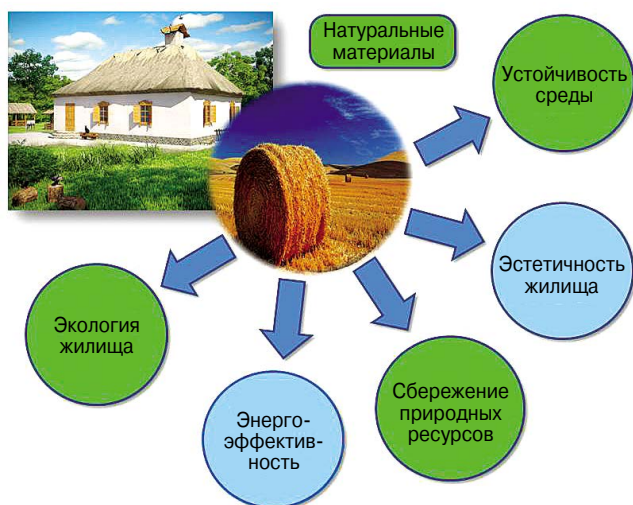 Натуральные
материалы
Устойчивость
среды
Эстетичность
жилища
Сбережение
природных
ресурсов
Энерго-
эффектив-
ность
Экология
жилища